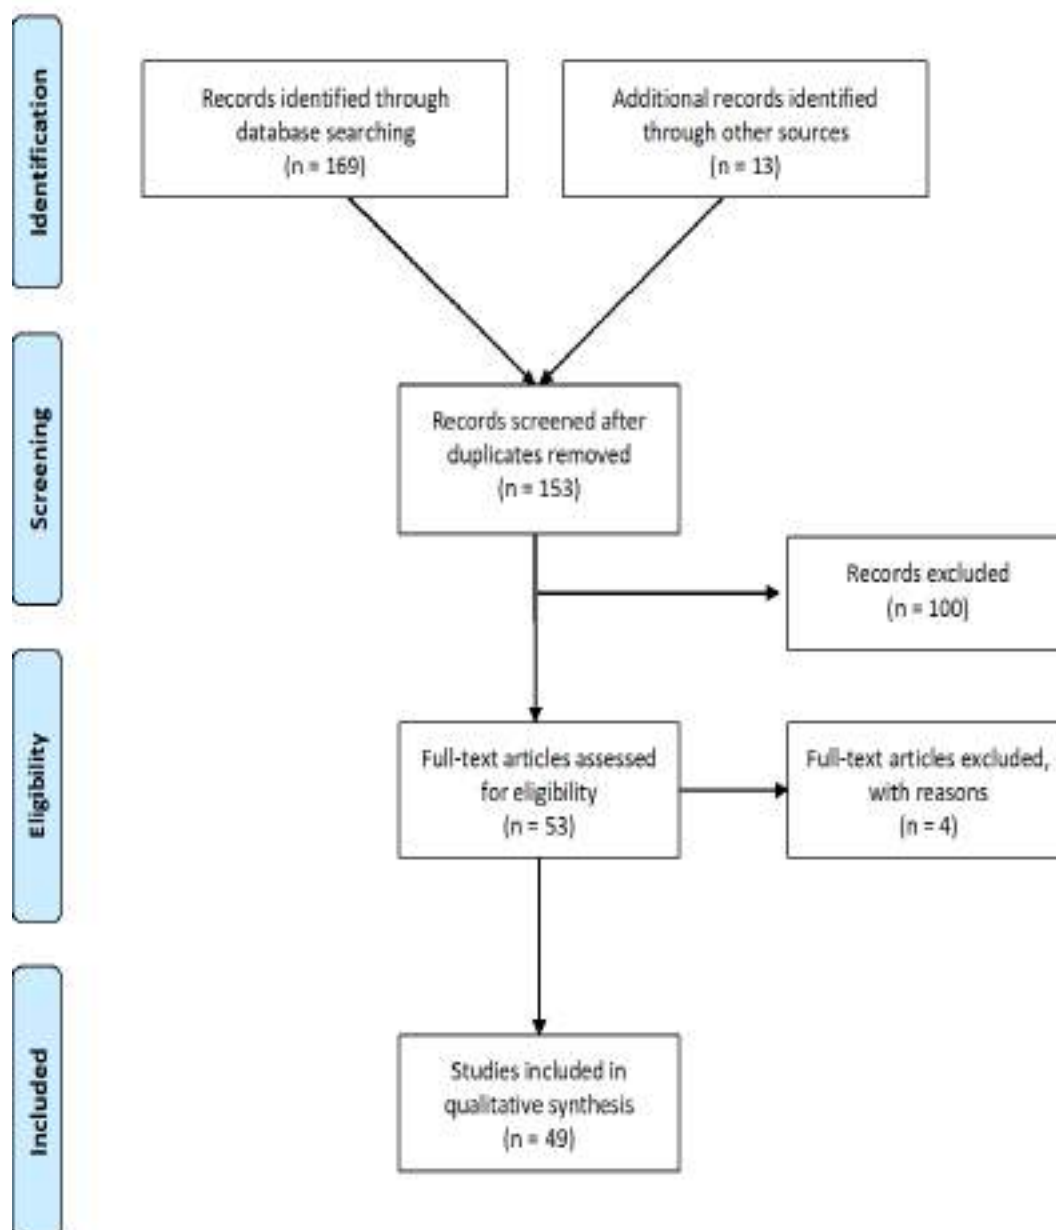 Identification
Records identified through
database searching
(n = 169)
Additional records identified
through other sources
(n = 13)
Screening
Records screened after
duplicates removed
(n = 153)
Records excluded
(n = 100)
Eligibility
Full-text articles assessed
for eligibility
(n = 53)
Full-text articles excluded,
with reasons
(n = 4)
Included
Studies included in
qualitative synthesis
(n = 49)